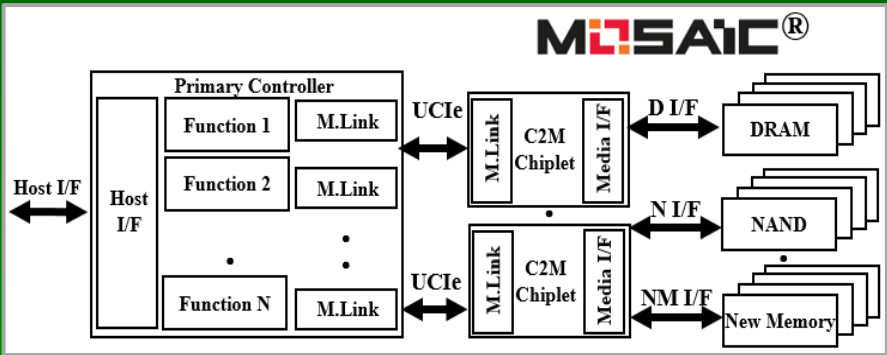 MOSAIC®
Primary Controller
Host I/F
Host
I/F
Function 1
M.Link
Function 2
M.Link
Function N
M.Link
UCIe
UCIe
M.Link
C2M
Chiplet
Media I/F
M.Link
C2M
Chiplet
Media I/F
D I/F
DRAM
N I/F
NAND
NM I/F
New Memory